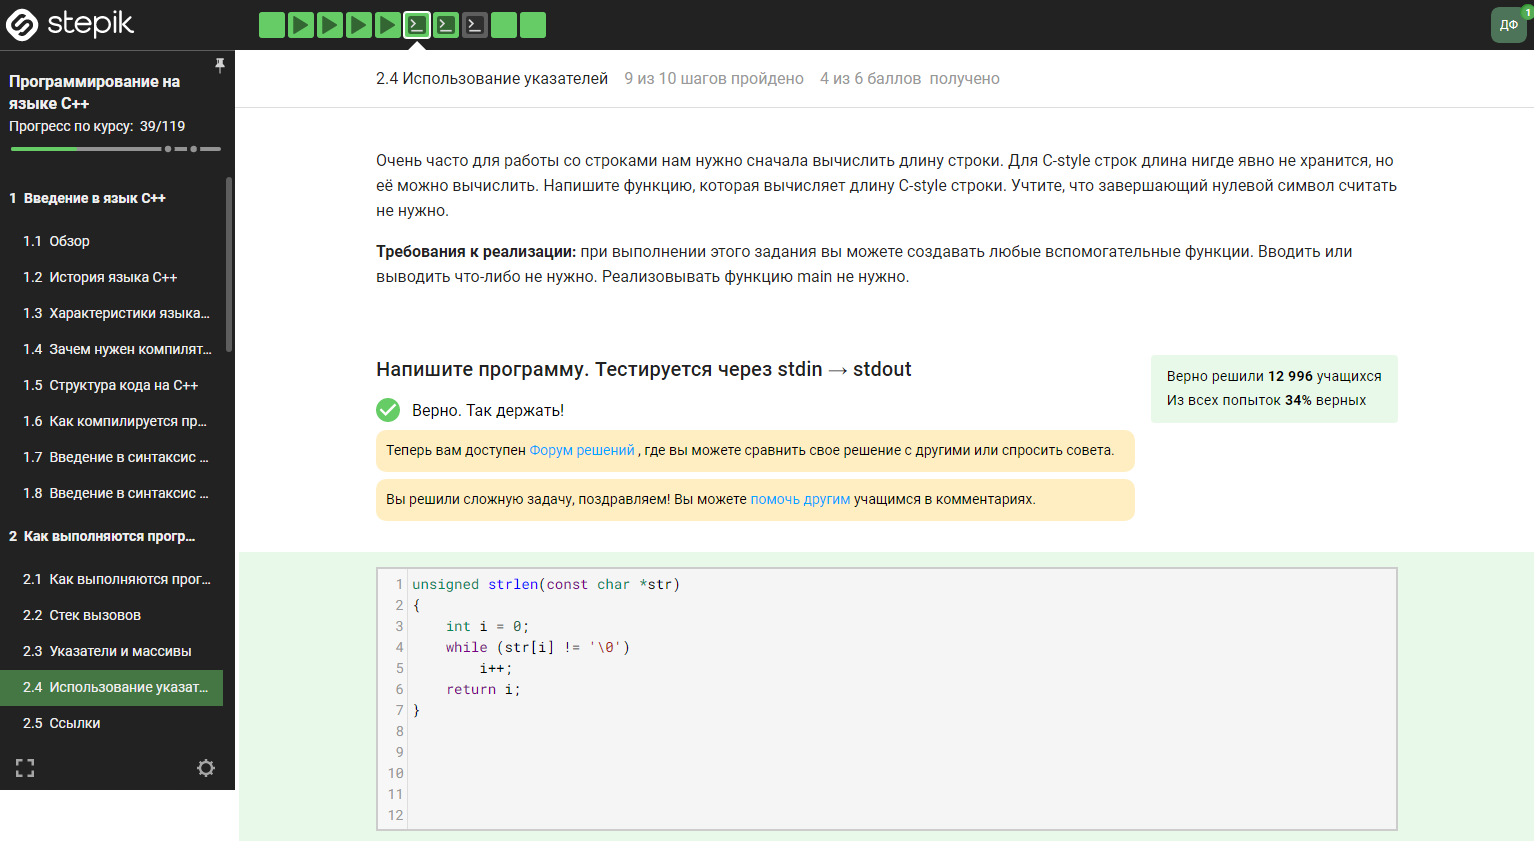 stepik
ДФ
1
Программирование на
языке C++
Прогресс по курсу: 39/119
1 Введение в язык C++
1.1 Обзор
1.2 История языка C++
1.3 Характеристики языка...
1.4 Зачем нужен компилят...
1.5 Структура кода на C++
1.6 Как компилируется пр...
1.7 Введение в синтаксис ...
1.8 Введение в синтаксис ...
2 Как выполняются прогр...
2.1 Как выполняются прог...
2.2 Стек вызовов
2.3 Указатели и массивы
2.4 Использование указат...
2.5 Ссылки
2.4 Использование указателей 9 из 10 шагов пройдено 4 из 6 баллов получено
Очень часто для работы со строками нам нужно сначала вычислить длину строки. Для C-style строк длина нигде явно не хранится, но
её можно вычислить. Напишите функцию, которая вычисляет длину C-style строки. Учтите, что завершающий нулевой символ считать
не нужно.
Требования к реализации: при выполнении этого задания вы можете создавать любые вспомогательные функции. Вводить или
выводить что-либо не нужно. Реализовывать функцию main не нужно.
Напишите программу. Тестируется через stdin → stdout
Верно. Так держать!
Теперь вам доступен Форум решений , где вы можете сравнить свое решение с другими или спросить совета.
Вы решили сложную задачу, поздравляем! Вы можете помочь другим учащимся в комментариях.
Верно решили 12 996 учащихся
Из всех попыток 34% верных
1 unsigned strlen(const char *str)
2 {
3     int i = 0;
4     while (str[i] != '\0')
5         i++;
6     return i;
7 }
8
9
10
11
12